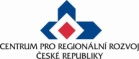 CENTRUM PRO REGIONÁLNÍ ROZVOJ
ČESKÉ REPUBLIKY